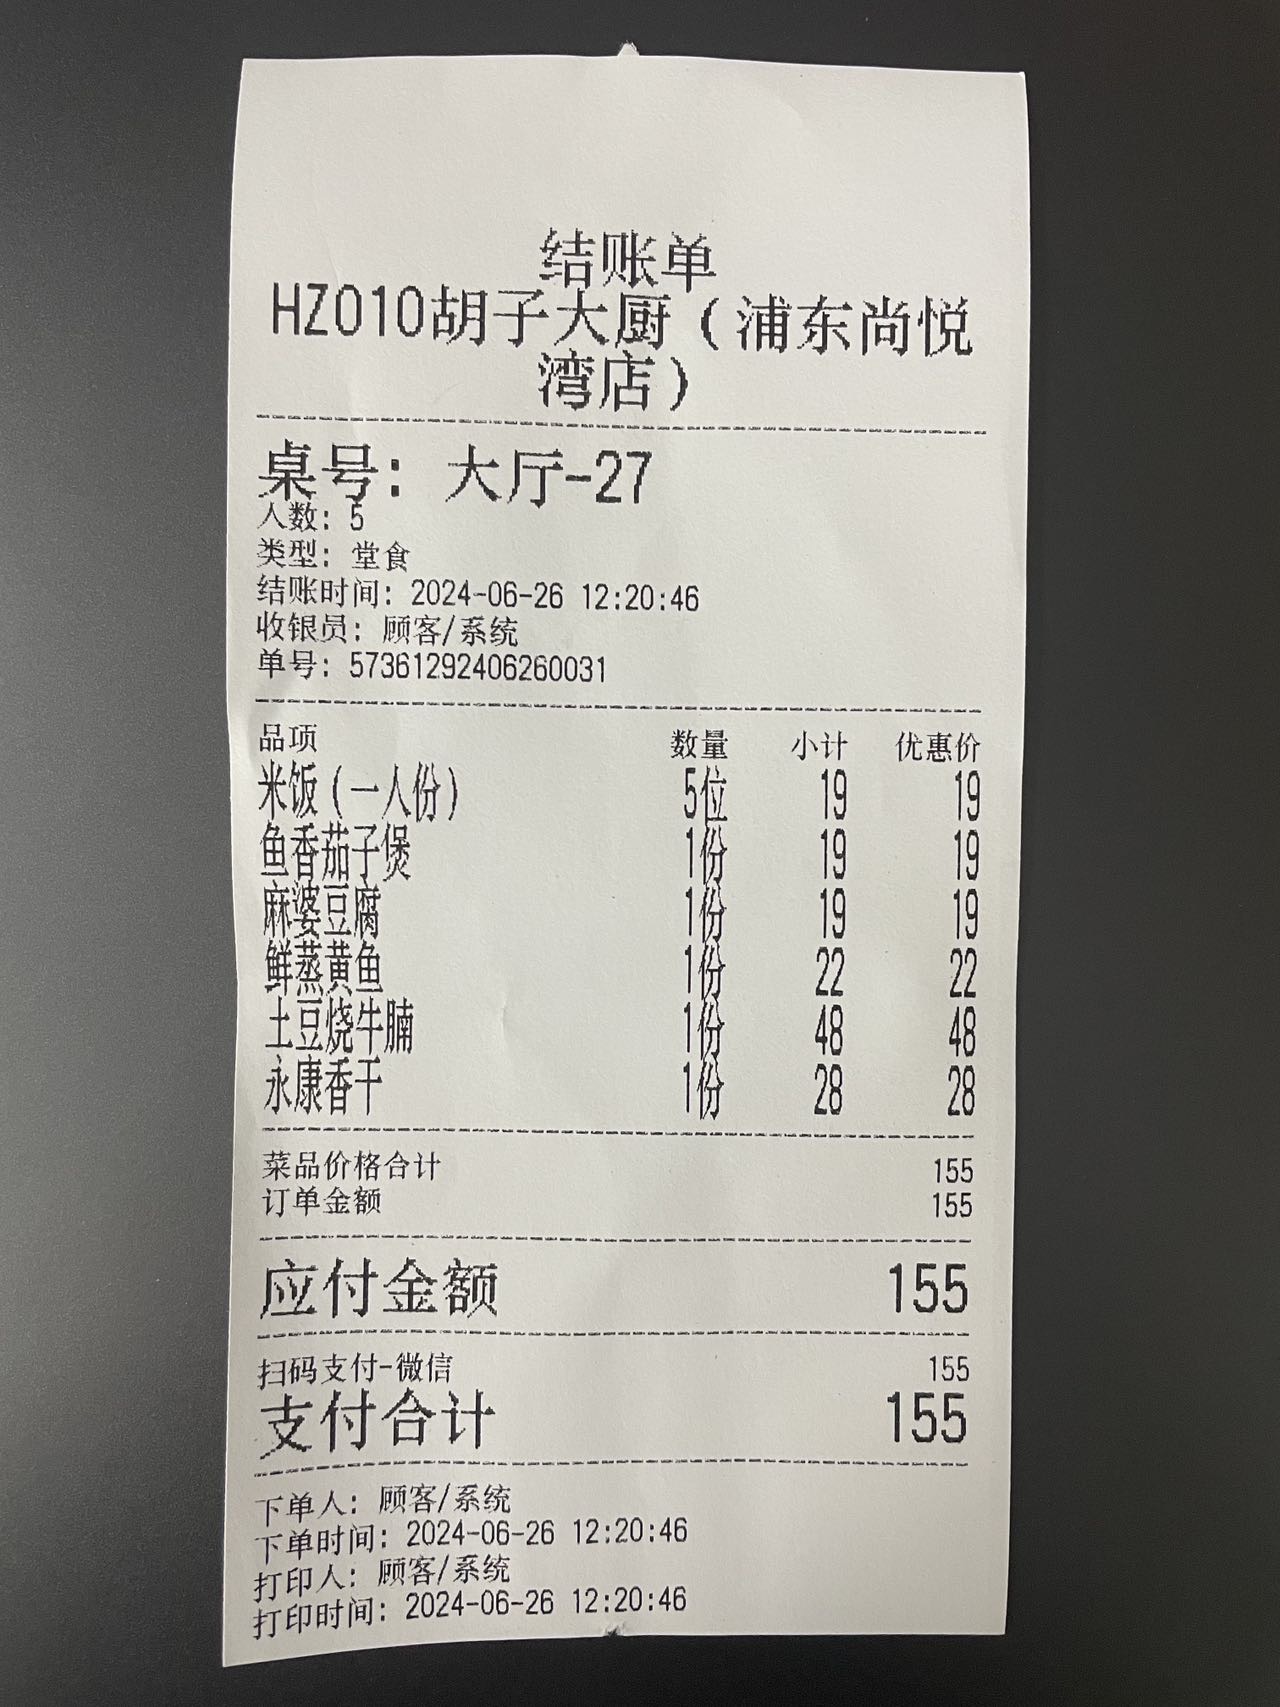 结账单
HZ010胡子大厨（浦东尚悦
湾店）
桌号：大厅-27
人数：5
类型：堂食
结账时间：2024-06-26 12:20:46
收银员：顾客/系统
单号：573612924062600​31
品项 数量 小计 优惠价
米饭（一人份） 5位 19 19
鱼香茄子煲 1份 19 19
麻婆豆腐 1份 19 19
鲜蒸黄鱼 1份 22 22
土豆烧牛腩 1份 48 48
永康香干 1份 28 28
菜品价格合计 155
订单金额 155
应付金额 155
扫码支付-微信 155
支付合计 155
下单人：顾客/系统
下单时间：2024-06-26 12:20:46
打印人：顾客/系统
打印时间：2024-06-26 12:20:46